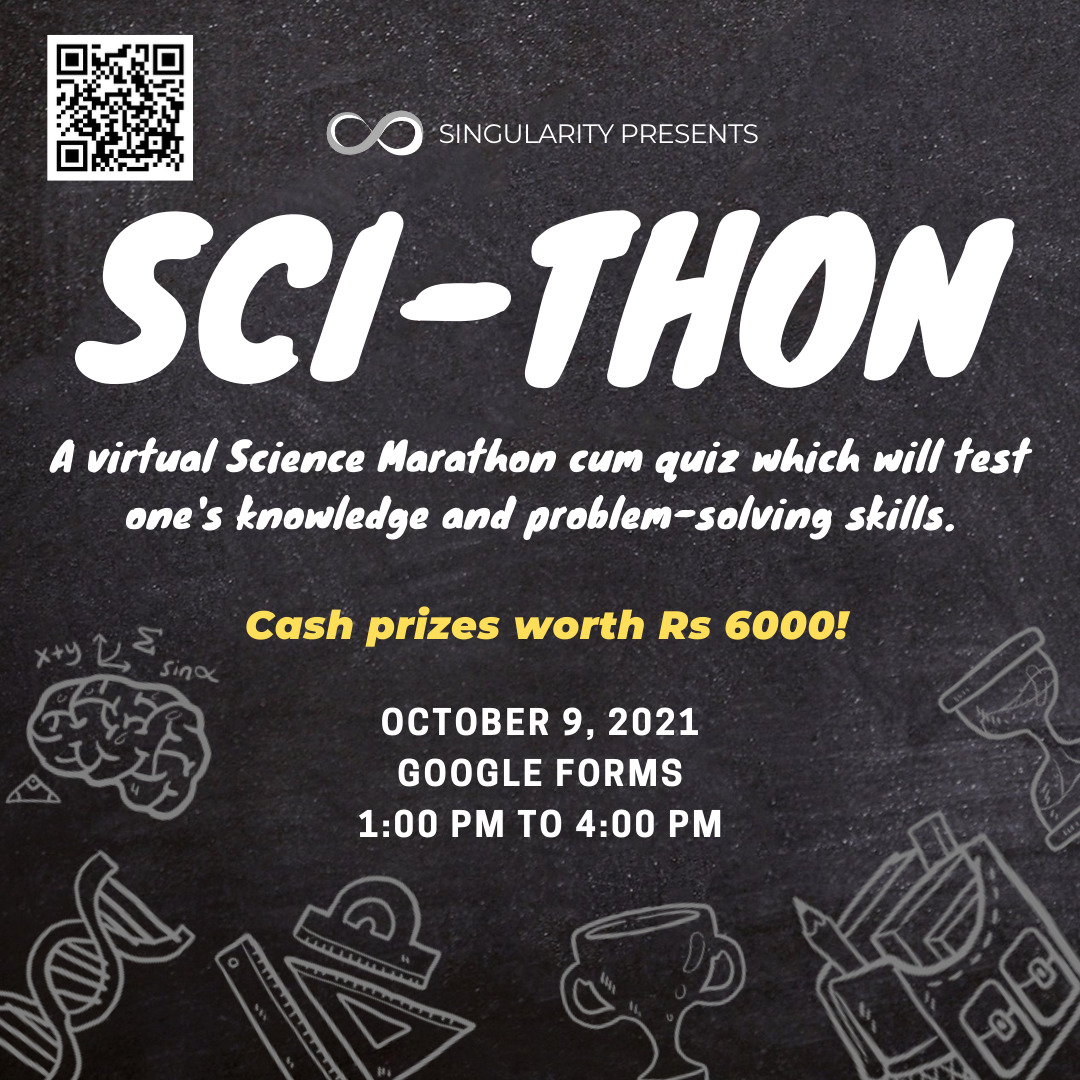 SINGULARITY PRESENTS
SCI-THON
A virtual Science Marathon cum quiz which will test
one's knowledge and problem-solving skills.
Cash prizes worth Rs 6000!
x+y Σ
sinα
OCTOBER 9, 2021
GOOGLE FORMS
1:00 PM TO 4:00 PM